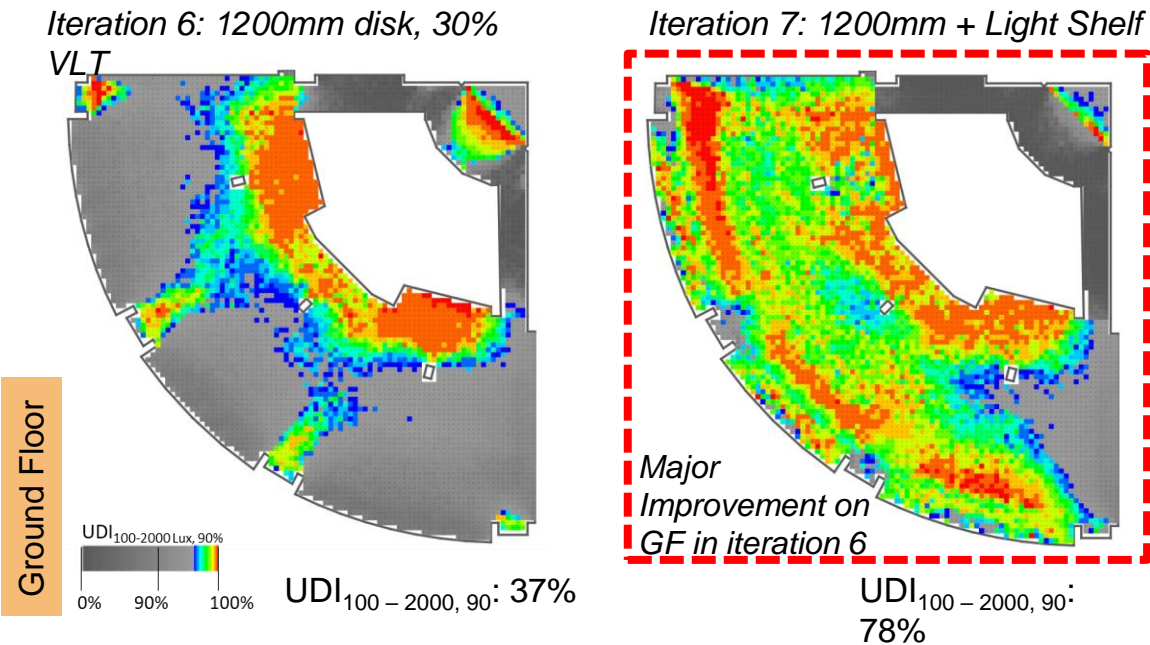 Iteration 6: 1200mm disk, 30%
VLT
Iteration 7: 1200mm + Light Shelf
Ground Floor
Major
Improvement on
GF in iteration 6
UDI100-2000 Lux, 90%
0% 90% 100%
UDI100 – 2000, 90: 37%
UDI100 – 2000, 90:
78%